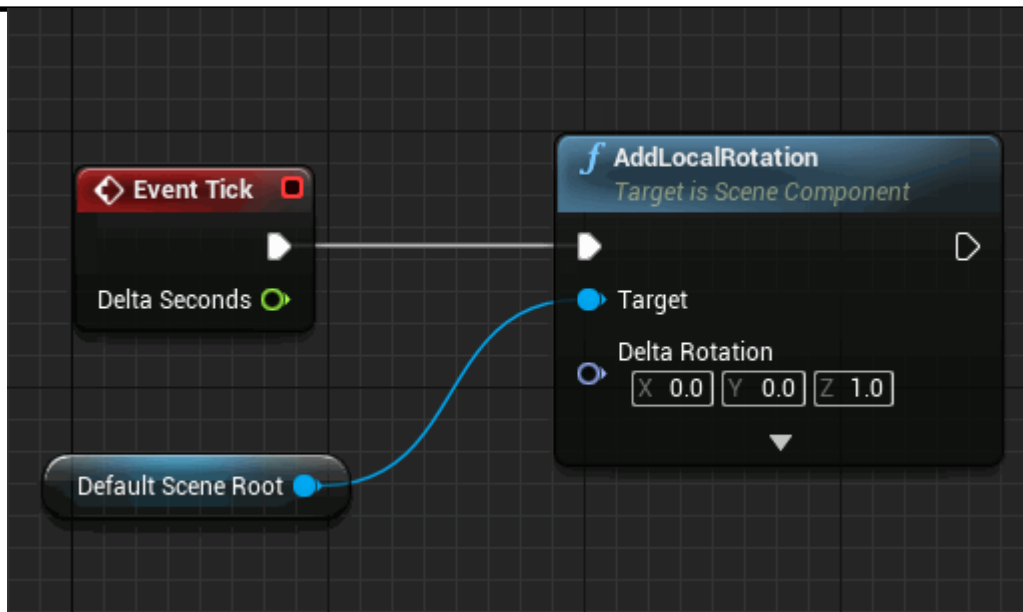 Event Tick
Delta Seconds
Default Scene Root
f AddLocalRotation
Target is Scene Component
Target
Delta Rotation
X 0.0 Y 0.0 Z 1.0